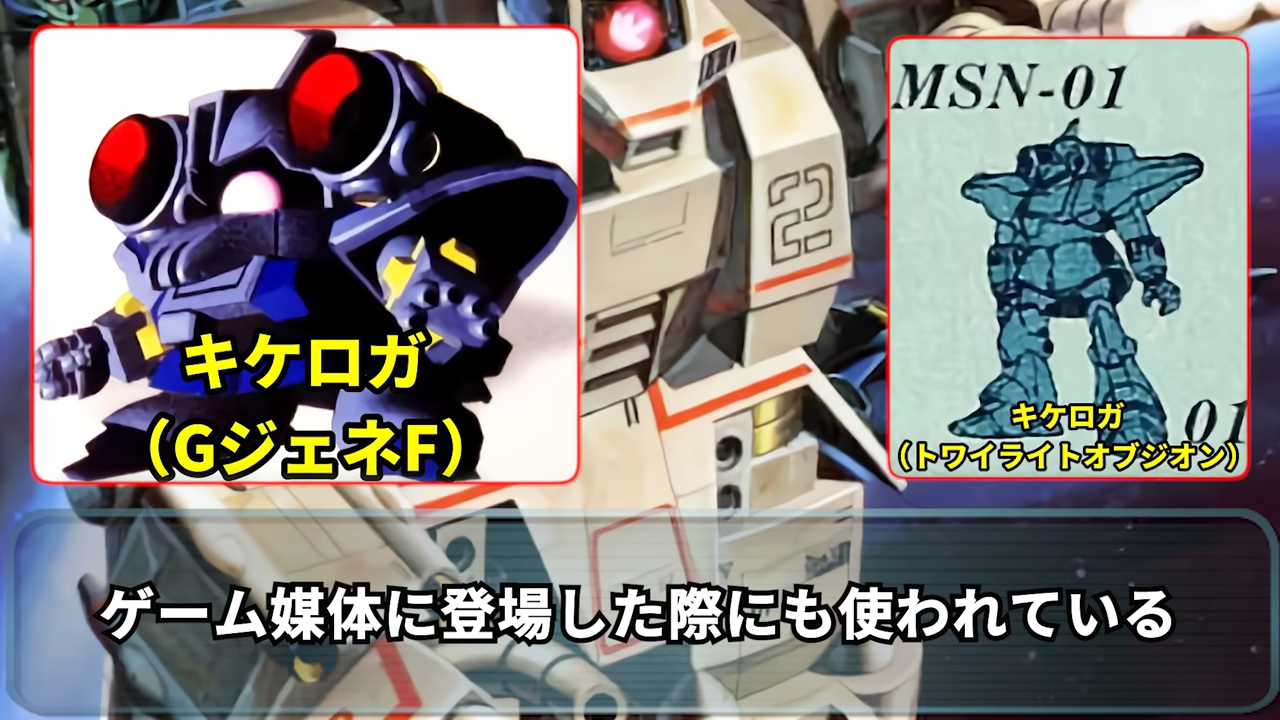 キケロガ
（GジェネF）
MSN-01
キケロガ
（トワイライトオブジオン）
01
2
ゲーム媒体に登場した際にも使われている